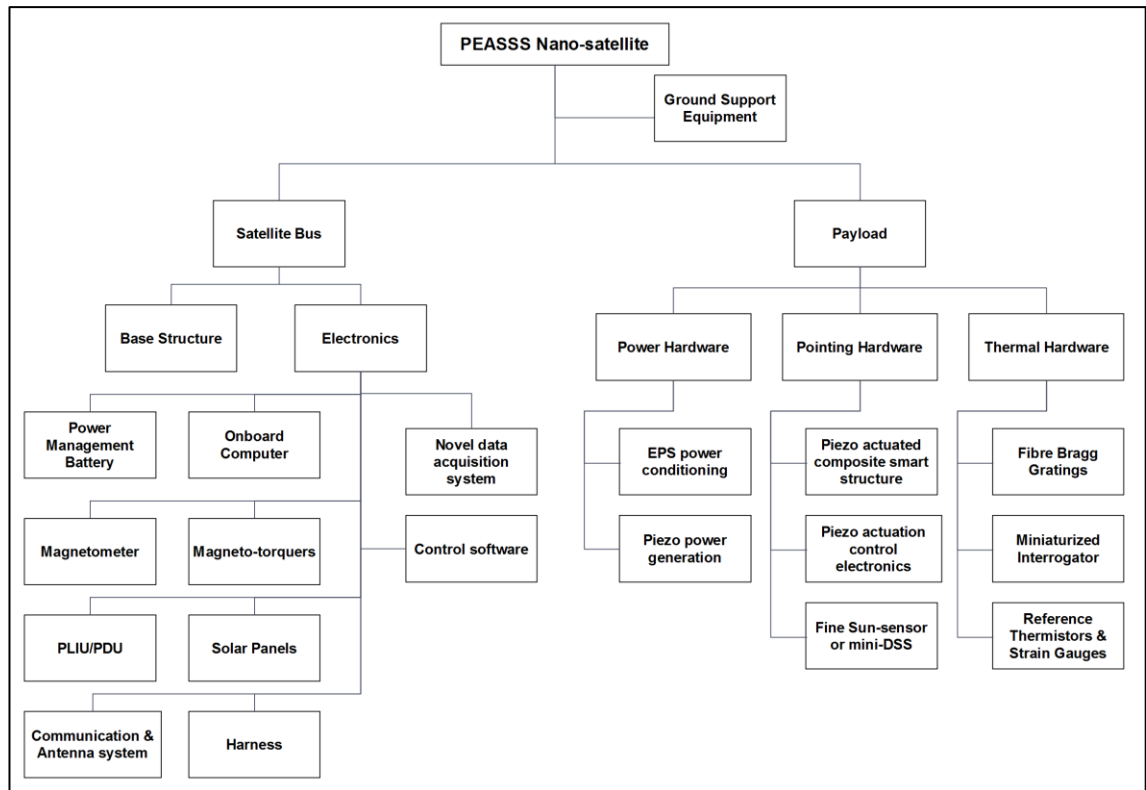 PEASSS Nano-satellite
Ground Support
Equipment
Satellite Bus
Payload
Base Structure
Electronics
Power Hardware
Pointing Hardware
Thermal Hardware
Power
Management
Battery
Onboard
Computer
Novel data
acquisition
system
EPS power
conditioning
Piezo actuated
composite smart
structure
Fibre Bragg
Gratings
Magnetometer
Magneto-torquers
Control software
Piezo power
generation
Piezo actuation
control
electronics
Miniaturized
Interrogator
PLIU/PDU
Solar Panels
Fine Sun-sensor
or mini-DSS
Reference
Thermistors &
Strain Gauges
Communication &
Antenna system
Harness